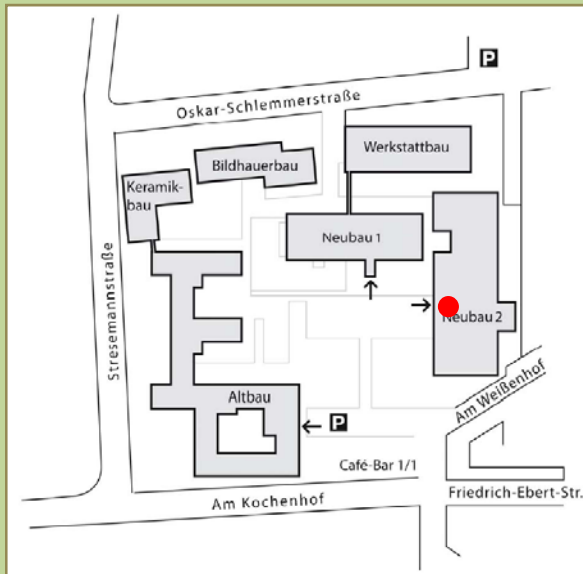 P
Oskar-Schlemmerstraße
Werkstattbau
Bildhauerbau
Keramik-
bau
Neubau 1
Stresemannstraße
Neubau 2
Am Weißenhof
Altbau
P
Café-Bar 1/1
Am Kochenhof
Friedrich-Ebert-Str.